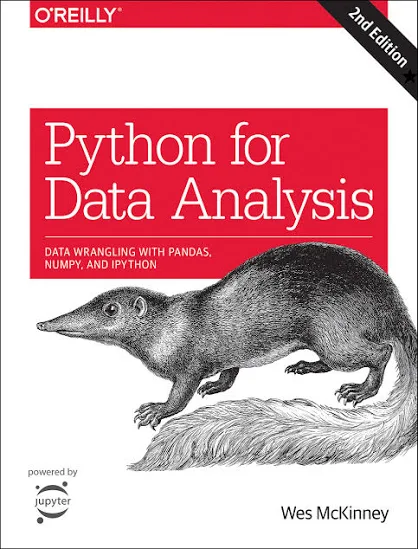 O'REILLY®
2nd Edition
Python for
Data Analysis
DATA WRANGLING WITH PANDAS,
NUMPY, AND IPYTHON
powered by
jupyter
Wes McKinney